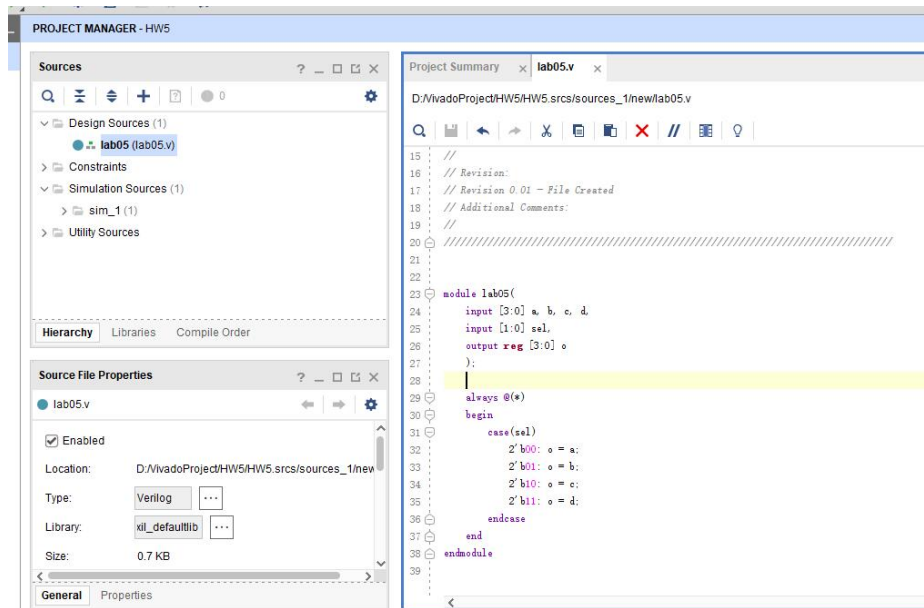 PROJECT MANAGER - HW5
Sources
? _ □ X
0
Design Sources (1)
lab05 (lab05.v)
Constraints
Simulation Sources (1)
sim_1 (1)
Utility Sources
Hierarchy Libraries Compile Order
Source File Properties
? _ □ X
lab05.v
Enabled
Location: D:/VivadoProject/HW5/HW5.srcs/sources_1/new
Type: Verilog ...
Library: xil_defaultlib ...
Size: 0.7 KB
General Properties
Project Summary × lab05.v ×
D:/VivadoProject/HW5/HW5.srcs/sources_1/new/lab05.v
15 //
16 // Revision:
17 // Revision 0.01 - File Created
18 // Additional Comments:
19 //
20 //////////////////////////////////////////////////////////////////////////////////
21
22
23 module lab05(
24 input [3:0] a, b, c, d,
25 input [1:0] sel,
26 output reg [3:0] o
27 );
28
29 always @(*)
30 begin
31 case(sel)
32 2'b00: o = a;
33 2'b01: o = b;
34 2'b10: o = c;
35 2'b11: o = d;
36 endcase
37 end
38 endmodule
39